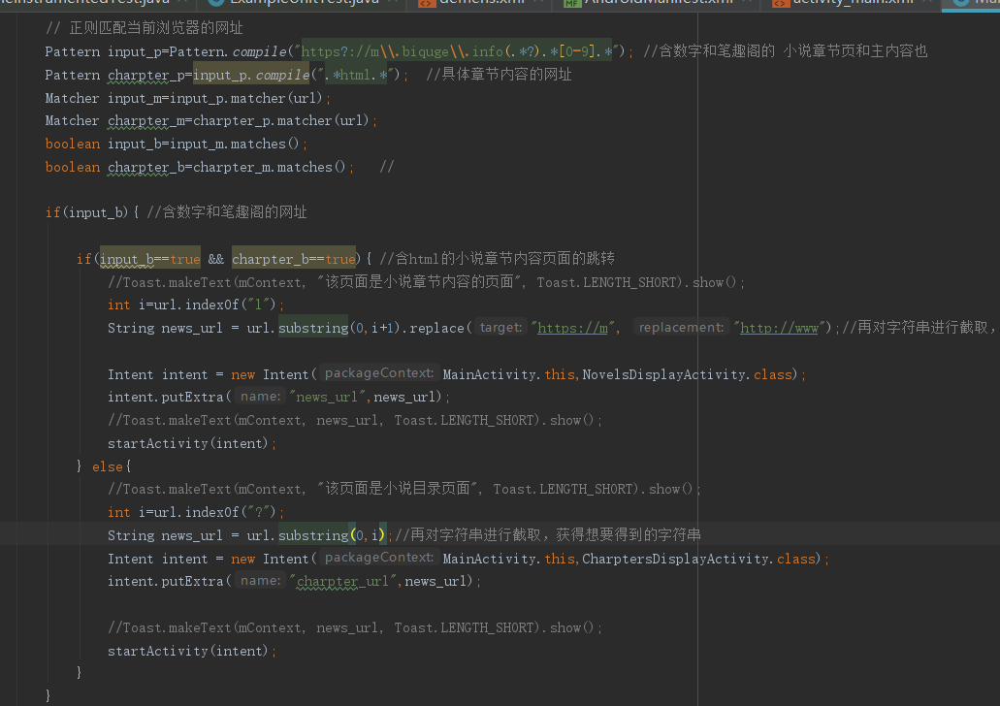 ExampleUnitTest.java
AndroidManifest.xml
activity_main.xml
// 正则匹配当前浏览器的网址
Pattern input_p=Pattern.compile("https?://m\\.biquge\\.info(.*?).*[0-9].*"); //含数字和笔趣阁的 小说章节页和主内容也
Pattern charpter_p=input_p.compile(".*html.*"); //具体章节内容的网址
Matcher input_m=input_p.matcher(url);
Matcher charpter_m=charpter_p.matcher(url);
boolean input_b=input_m.matches();
boolean charpter_b=charpter_m.matches(); //
if(input_b){ //含数字和笔趣阁的网址
if(input_b==true && charpter_b==true){ //含html的小说章节内容页面的跳转
//Toast.makeText(mContext, "该页面是小说章节内容的页面", Toast.LENGTH_SHORT).show();
int i=url.indexOf("l");
String news_url = url.substring(0,i+1).replace( target: "https://m", replacement: "http://www");//再对字符串进行截取,
Intent intent = new Intent( packageContext: MainActivity.this,NovelsDisplayActivity.class);
intent.putExtra( name: "news_url",news_url);
//Toast.makeText(mContext, news_url, Toast.LENGTH_SHORT).show();
startActivity(intent);
} else{
//Toast.makeText(mContext, "该页面是小说目录页面", Toast.LENGTH_SHORT).show();
int i=url.indexOf("?");
String news_url = url.substring(0,i);//再对字符串进行截取，获得想要得到的字符串
Intent intent = new Intent( packageContext: MainActivity.this,CharptersDisplayActivity.class);
intent.putExtra( name: "charpter_url",news_url);
//Toast.makeText(mContext, news_url, Toast.LENGTH_SHORT).show();
startActivity(intent);
}
}